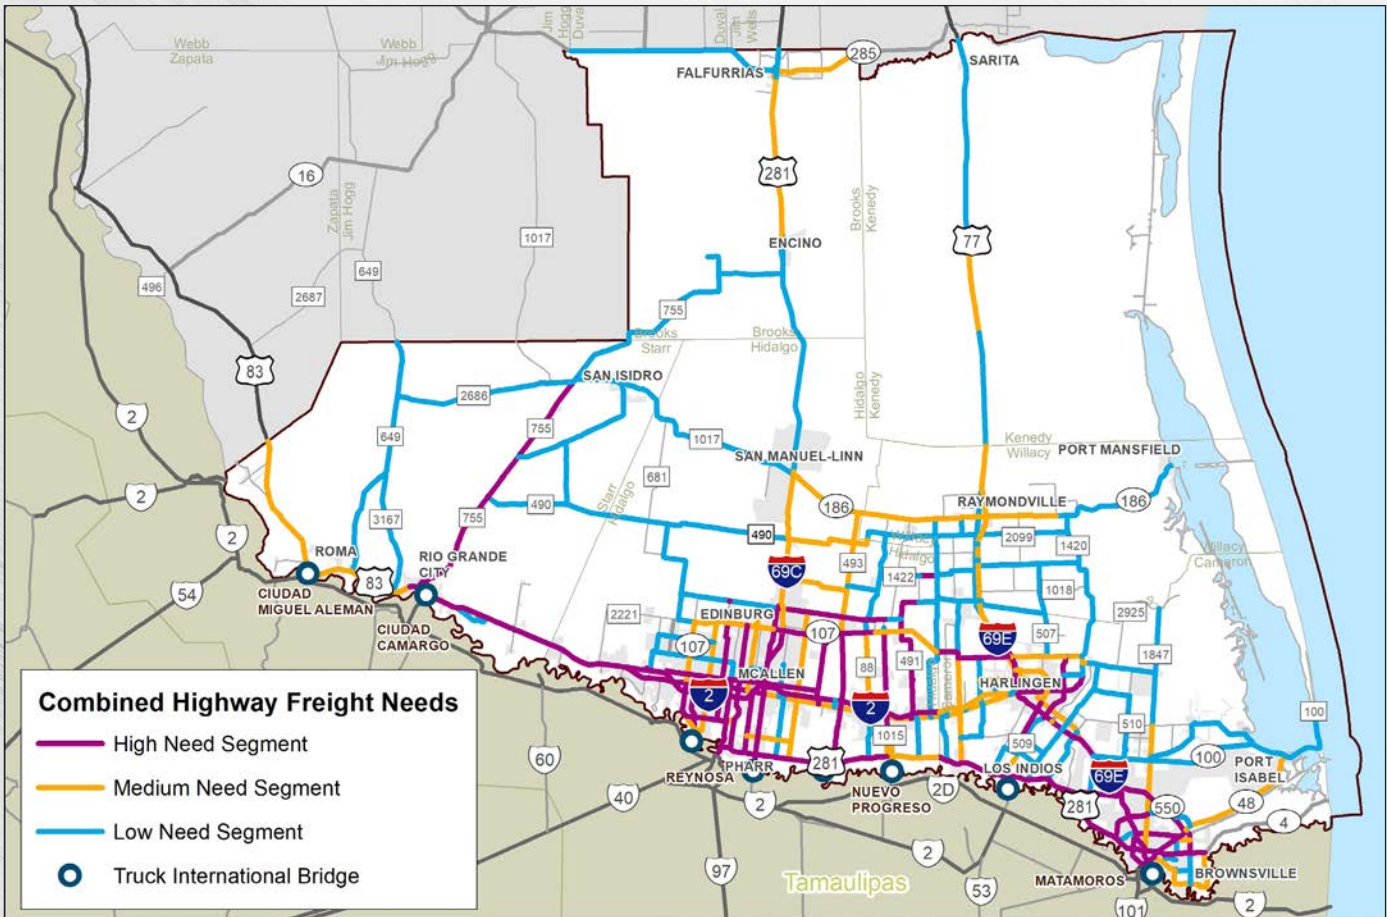 Webb
Zapata
Webb
Jim Hogg
Jim
Hogg
Duval
Duval
Jim
Wells
FALFURRIAS
285
SARITA
16
281
Zapata
Jim Hogg
Brooks
Kenedy
1017
ENCINO
77
649
496
2687
755
Brooks
Starr
Brooks
Hidalgo
83
SAN ISIDRO
2686
Hidalgo
Kenedy
2
649
755
1017
Kenedy
Willacy
PORT MANSFIELD
SAN MANUEL-LINN
681
2
Starr
Hidalgo
186
RAYMONDVILLE
186
755
490
3167
490
2099
1420
2
Willacy
Hidalgo
Willacy
Cameron
ROMA
RIO GRANDE
CITY
69C
493
1422
83
54
CIUDAD
MIGUEL ALEMAN
1018
2221
EDINBURG
2925
CIUDAD
CAMARGO
107
107
69E
507
1847
88
491
Hidalgo
Cameron
MCALLEN
HARLINGEN
2
2
100
510
1015
509
60
REYNOSA
PHARR
281
LOS INDIOS
69E
100
PORT
ISABEL
NUEVO
PROGRESO
2D
40
2
281
550
48
4
2
97
Tamaulipas
53
MATAMOROS
BROWNSVILLE
101
2
Combined Highway Freight Needs
High Need Segment
Medium Need Segment
Low Need Segment
Truck International Bridge